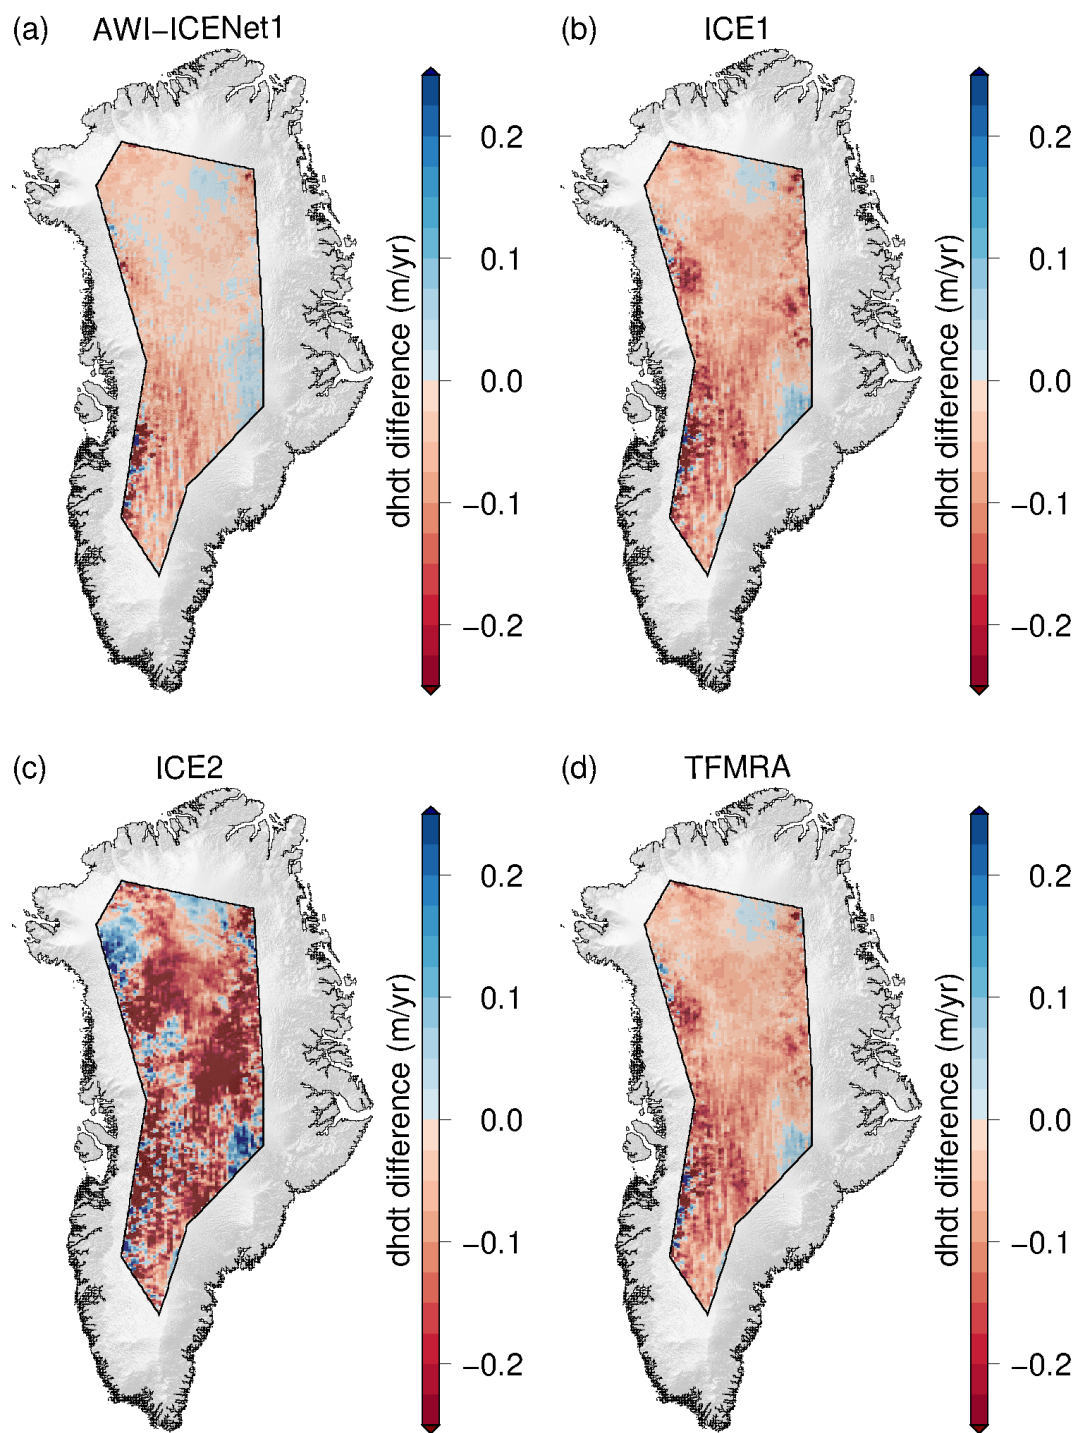 (a) AWI−ICENet1
0.2
0.1
0.0
−0.1
−0.2
dhdt difference (m/yr)
(b) ICE1
0.2
0.1
0.0
−0.1
−0.2
dhdt difference (m/yr)
(c) ICE2
0.2
0.1
0.0
−0.1
−0.2
dhdt difference (m/yr)
(d) TFMRA
0.2
0.1
0.0
−0.1
−0.2
dhdt difference (m/yr)